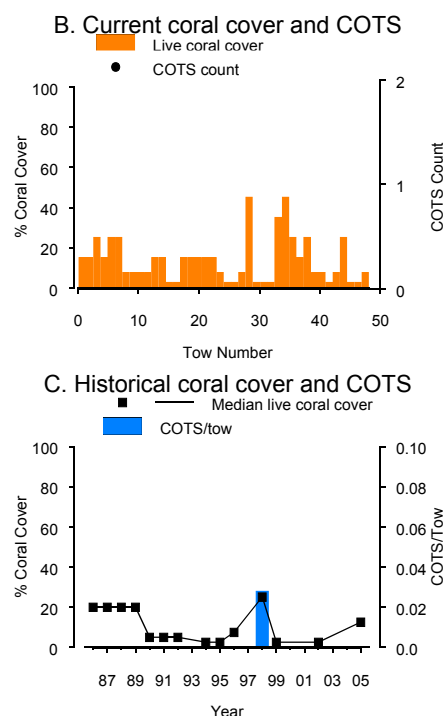 B. Current coral cover and COTS
Live coral cover
COTS count
100
80
60
40
20
0
% Coral Cover
2
1
0
COTS Count
0 10 20 30 40 50
Tow Number
C. Historical coral cover and COTS
Median live coral cover
COTS/tow
100
80
60
40
20
0
% Coral Cover
0.10
0.08
0.06
0.04
0.02
0.0
COTS/Tow
87 89 91 93 95 97 99 01 03 05
Year